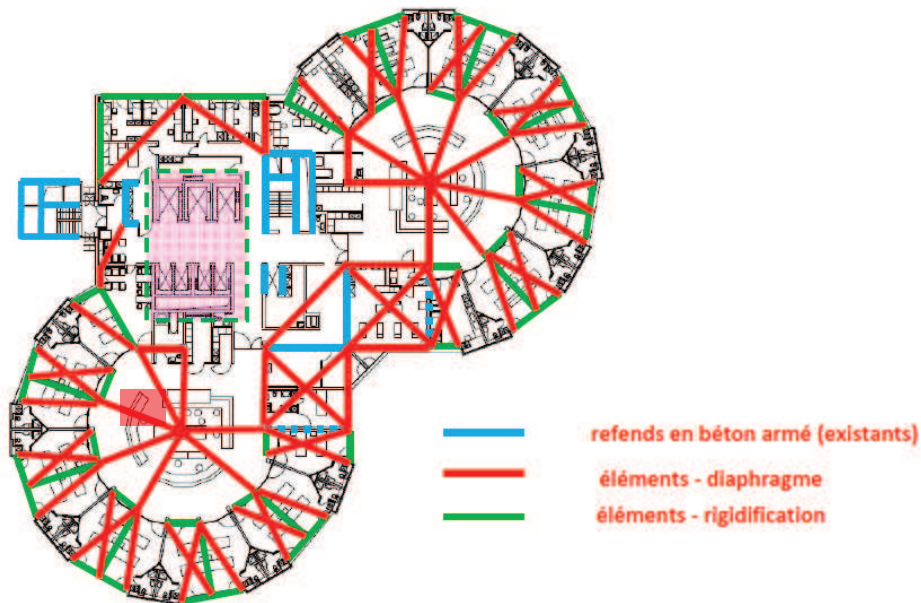 refends en béton armé (existants)
éléments - diaphragme
éléments - rigidification